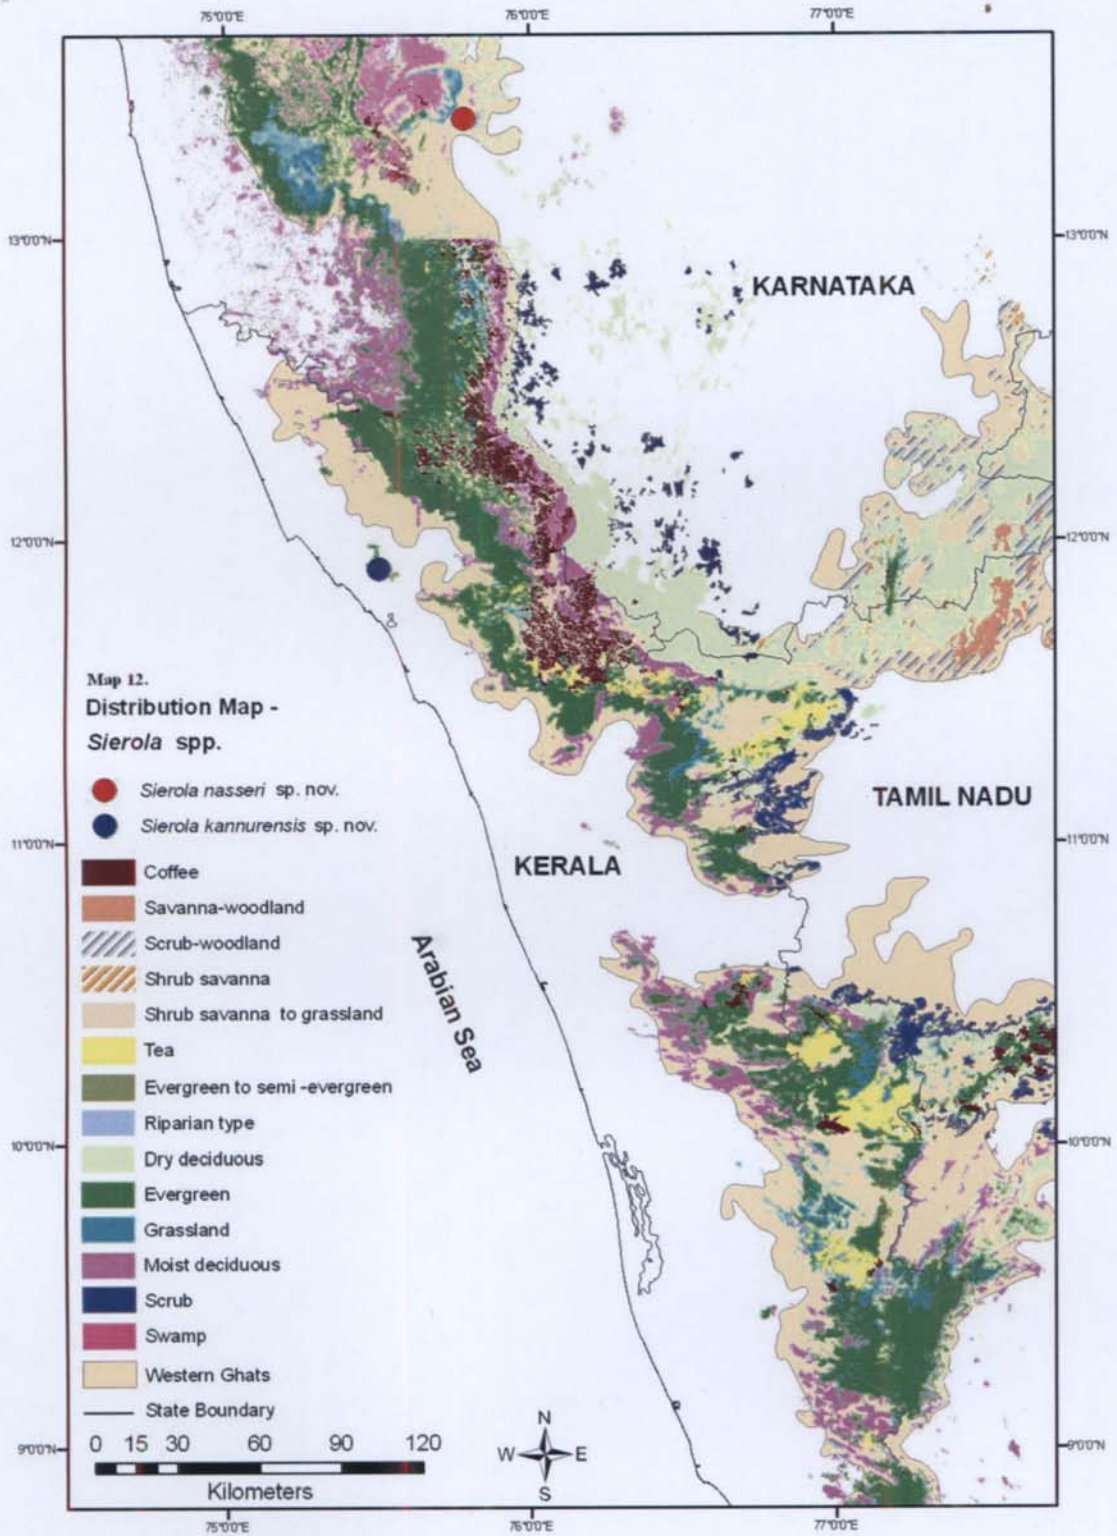 75°0'0"E 76°0'0"E 77°0'0"E
13°0'0"N 13°0'0"N
KARNATAKA
12°0'0"N 12°0'0"N
Map 12.
Distribution Map -
Sierola spp.
Sierola nasseri sp. nov.
Sierola kannurensis sp. nov.
TAMIL NADU
11°0'0"N 11°0'0"N
KERALA
Arabian Sea
Coffee
Savanna-woodland
Scrub-woodland
Shrub savanna
Shrub savanna to grassland
Tea
Evergreen to semi -evergreen
Riparian type
Dry deciduous
Evergreen
Grassland
Moist deciduous
Scrub
Swamp
Western Ghats
State Boundary
10°0'0"N 10°0'0"N
0 15 30 60 90 120
Kilometers
N
W E
S
9°0'0"N 9°0'0"N
75°0'0"E 76°0'0"E 77°0'0"E